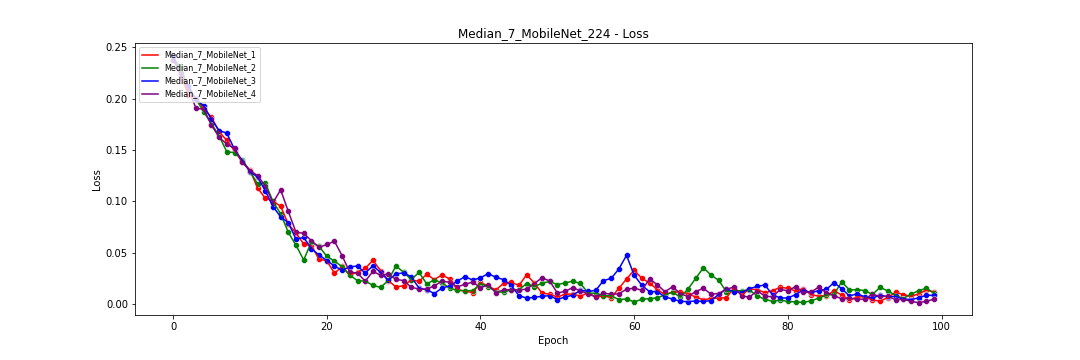 Median_7_MobileNet_224 - Loss
Median_7_MobileNet_1
Median_7_MobileNet_2
Median_7_MobileNet_3
Median_7_MobileNet_4
0.25
0.20
0.15
0.10
0.05
0.00
Loss
0 20 40 60 80 100
Epoch